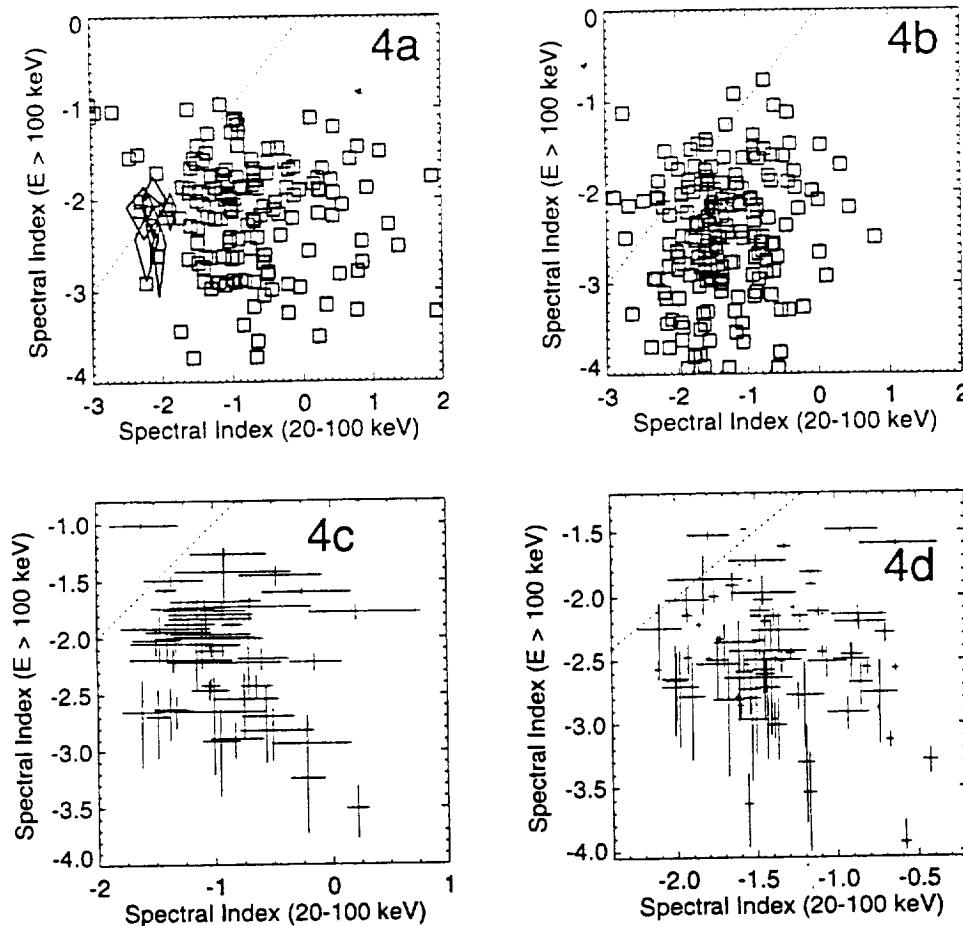 0
-1
-2
-3
-4
4a
-3 -2 -1 0 1 2
Spectral Index (20-100 keV)
Spectral Index (E > 100 keV)
0
-1
-2
-3
-4
4b
-3 -2 -1 0 1 2
Spectral Index (20-100 keV)
Spectral Index (E > 100 keV)
-1.0
-1.5
-2.0
-2.5
-3.0
-3.5
-4.0
4c
-2 -1 0 1
Spectral Index (20-100 keV)
Spectral Index (E > 100 keV)
-1.5
-2.0
-2.5
-3.0
-3.5
-4.0
4d
-2.0 -1.5 -1.0 -0.5
Spectral Index (20-100 keV)
Spectral Index (E > 100 keV)